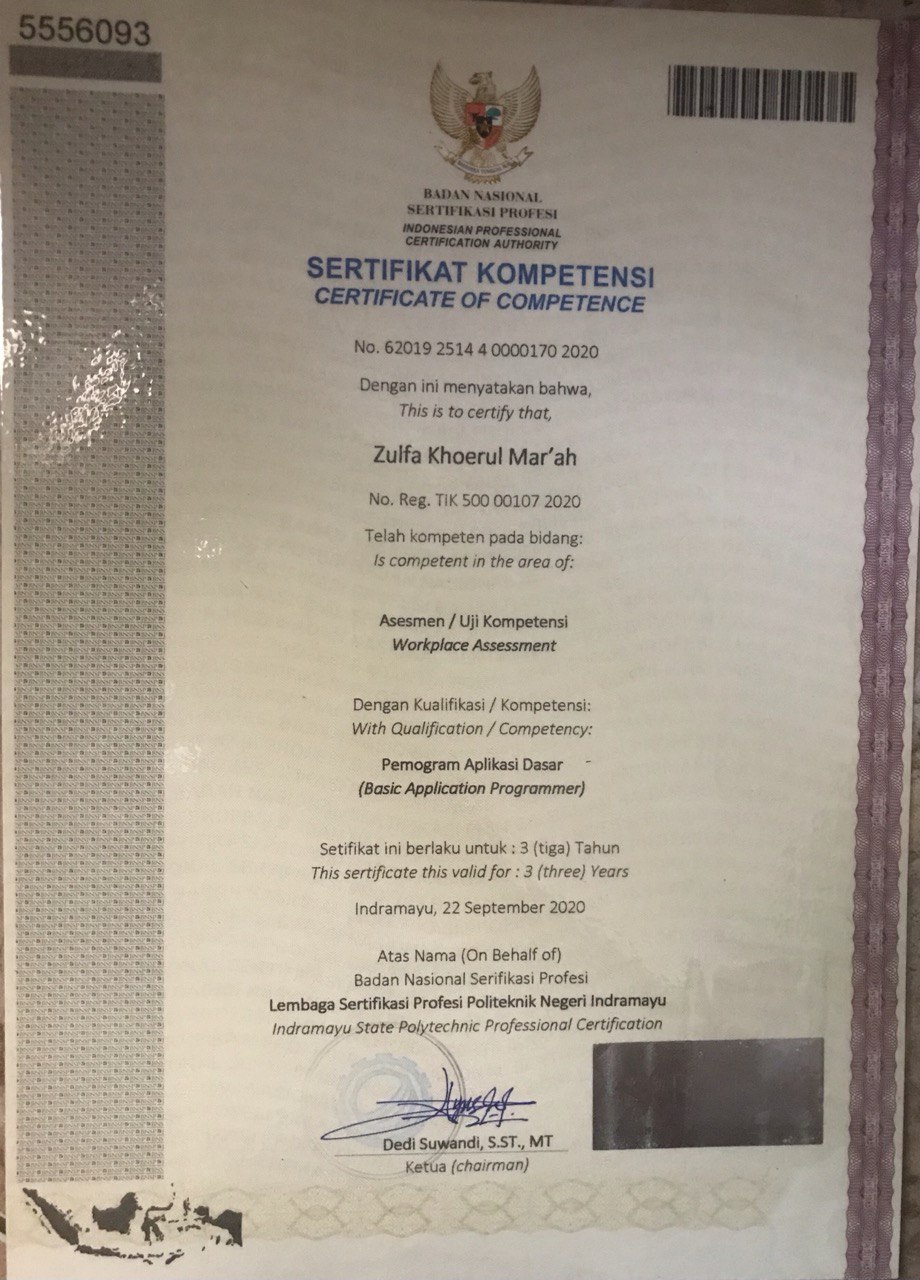 5556093
BADAN NASIONAL
SERTIFIKASI PROFESI
INDONESIAN PROFESSIONAL
CERTIFICATION AUTHORITY
SERTIFIKAT KOMPETENSI
CERTIFICATE OF COMPETENCE
No. 62019 2514 4 0000170 2020
Dengan ini menyatakan bahwa,
This is to certify that,
Zulfa Khoerul Mar'ah
No. Reg. TIK 500 00107 2020
Telah kompeten pada bidang:
Is competent in the area of:
Asesmen / Uji Kompetensi
Workplace Assessment
Dengan Kualifikasi / Kompetensi:
With Qualification / Competency:
Pemogram Aplikasi Dasar
(Basic Application Programmer)
Setifikat ini berlaku untuk : 3 (tiga) Tahun
This sertificate this valid for : 3 (three) Years
Indramayu, 22 September 2020
Atas Nama (On Behalf of)
Badan Nasional Serifikasi Profesi
Lembaga Sertifikasi Profesi Politeknik Negeri Indramayu
Indramayu State Polytechnic Professional Certification
Dedi Suwandi, S.ST., MT
Ketua (chairman)